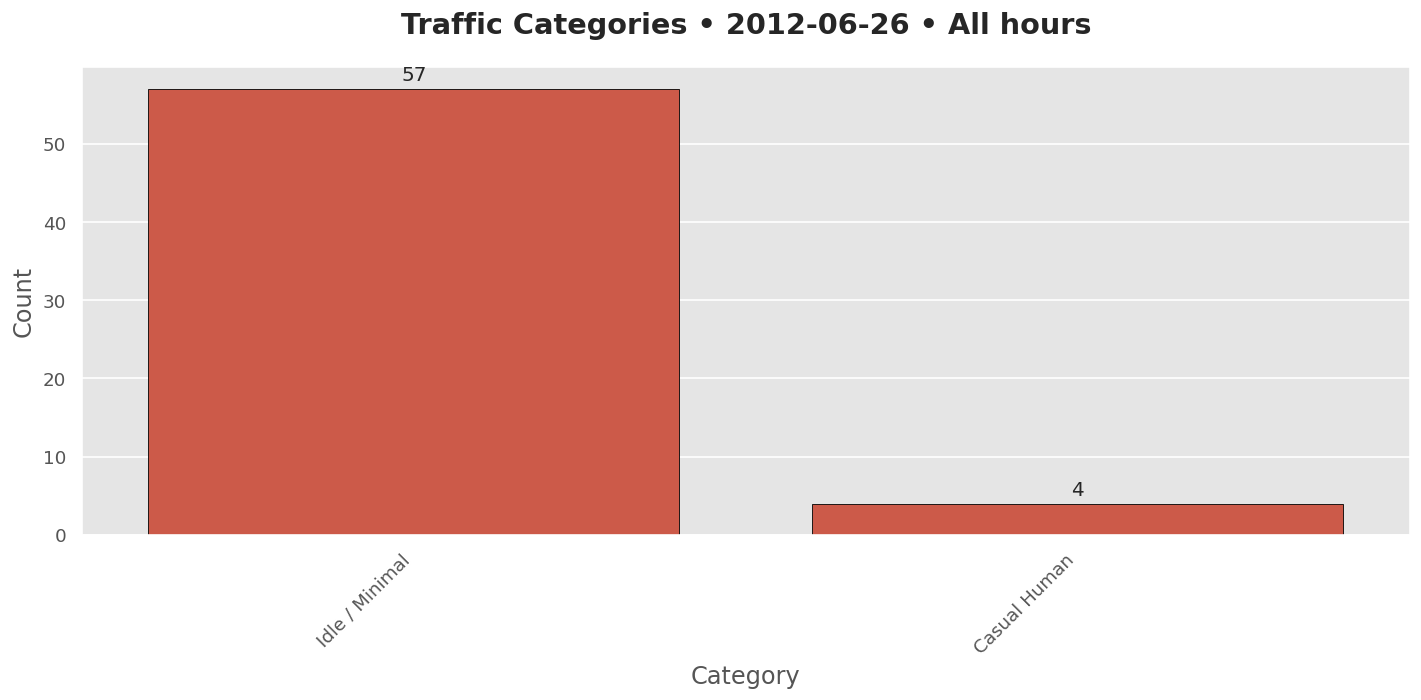 Traffic Categories • 2012-06-26 • All hours
57
50
40
30
20
10
0
4
Count
Idle / Minimal
Casual Human
Category